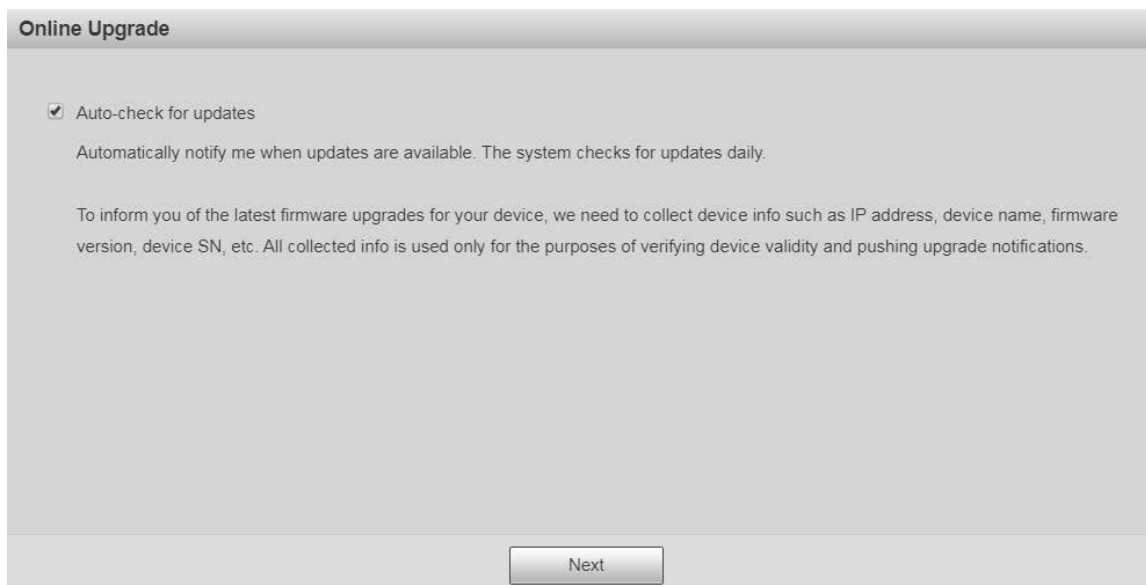 Online Upgrade
Auto-check for updates
Automatically notify me when updates are available. The system checks for updates daily.
To inform you of the latest firmware upgrades for your device, we need to collect device info such as IP address, device name, firmware
version, device SN, etc. All collected info is used only for the purposes of verifying device validity and pushing upgrade notifications.
Next